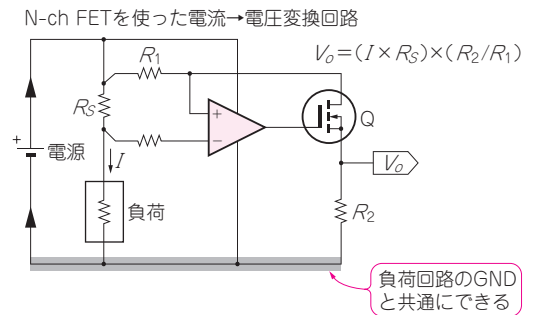 N-ch FETを使った電流→電圧変換回路
Vo＝(I×RS)×(R2/R1)
R1
RS
+
電源
I
負荷
+
−
Q
Vo
R2
負荷回路のGND
と共通にできる